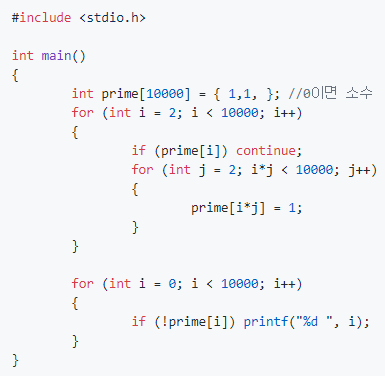 #include <stdio.h>
int main()
{
int prime[10000] = { 1,1, }; //0이면 소수
for (int i = 2; i < 10000; i++)
{
if (prime[i]) continue;
for (int j = 2; i*j < 10000; j++)
{
prime[i*j] = 1;
}
}
for (int i = 0; i < 10000; i++)
{
if (!prime[i]) printf("%d ", i);
}
}